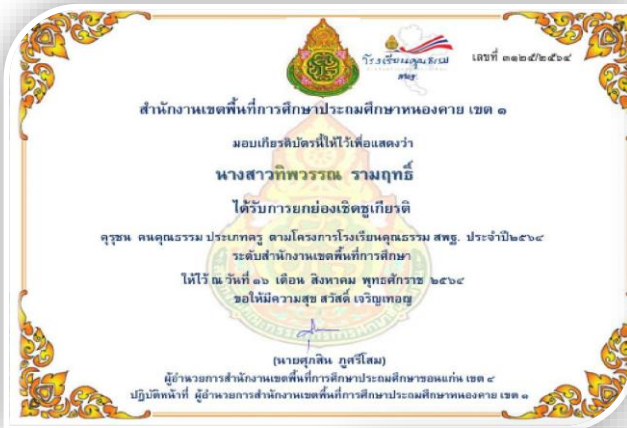 โรงเรียนคุณธรรม
สพฐ.
เลขที่ ๓๑๒๕/๒๕๖๔
สำนักงานเขตพื้นที่การศึกษาประถมศึกษาหนองคาย เขต ๑
มอบเกียรติบัตรนี้ให้ไว้เพื่อแสดงว่า
นางสาวทิพวรรณ รามฤทธิ์
ได้รับการยกย่องเชิดชูเกียรติ
คุรุชน คนคุณธรรม ประเภทครู ตามโครงการโรงเรียนคุณธรรม สพฐ. ประจำปี๒๕๖๔
ระดับสำนักงานเขตพื้นที่การศึกษา
ให้ไว้ ณ วันที่ ๑๖ เดือน สิงหาคม พุทธศักราช ๒๕๖๔
ขอให้มีความสุข สวัสดิ์ เจริญเทอญ
(นายศุภสิน ภูศรีโสม)
ผู้อำนวยการสำนักงานเขตพื้นที่การศึกษาประถมศึกษาขอนแก่น เขต ๔
ปฏิบัติหน้าที่ ผู้อำนวยการสำนักงานเขตพื้นที่การศึกษาประถมศึกษาหนองคาย เขต ๑